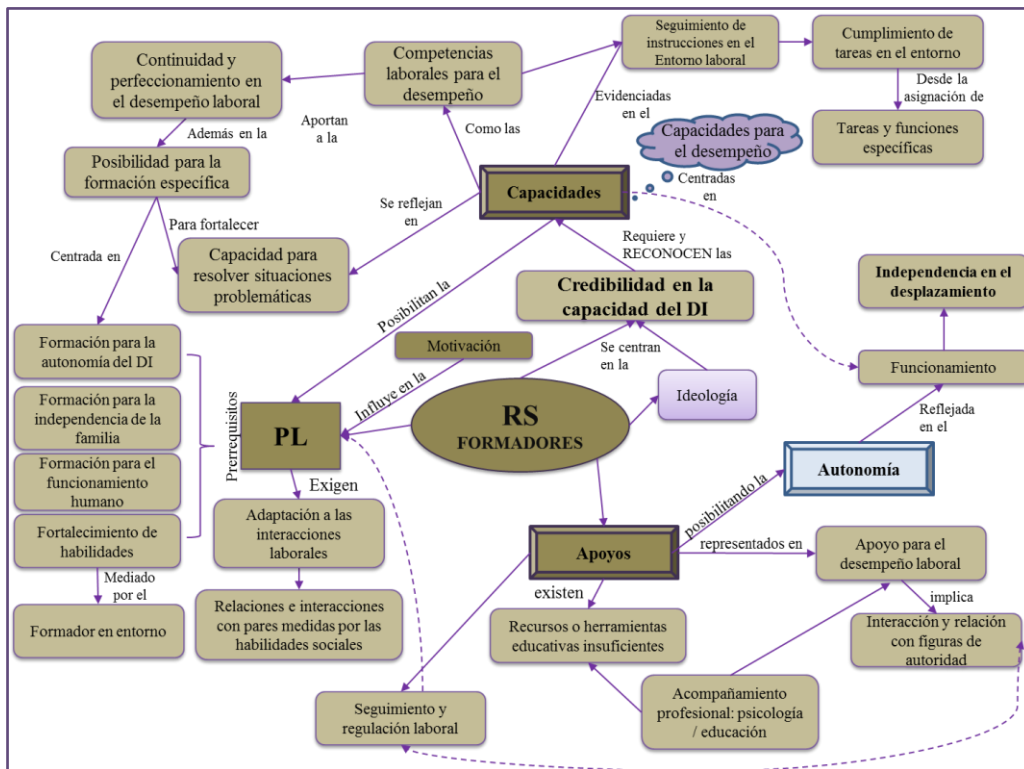 Continuidad y
perfeccionamiento en
el desempeño laboral
Competencias
laborales para el
desempeño
Seguimiento de
instrucciones en el
Entorno laboral
Cumplimiento de
tareas en el entorno
Desde la
asignación de
Tareas y funciones
específicas
Además en la
Aportan
a la
Como las
Evidenciadas
en el
Capacidades para
el desempeño
Posibilidad para la
formación específica
Capacidades
Centradas
en
Se reflejan
en
Para fortalecer
Centrada en
Capacidad para
resolver situaciones
problemáticas
Requiere y
RECONOCEN las
Posibilitan la
Credibilidad en la
capacidad del DI
Independencia en el
desplazamiento
Motivación
Se centran
en la
Influye en la
Ideología
Funcionamiento
Reflejada
en el
Formación para la
autonomía del DI
Formación para la
independencia de la
familia
Formación para el
funcionamiento
humano
Fortalecimiento de
habilidades
Mediado
por el
Formador en entorno
Prerrequisitos
PL
RS
FORMADORES
Autonomía
Exigen
Adaptación a las
interacciones
laborales
Relaciones e interacciones
con pares medidas por las
habilidades sociales
posibilitando la
Apoyos
representados en
Apoyo para el
desempeño laboral
existen
implica
Recursos o herramientas
educativas insuficientes
Interacción y relación
con figuras de
autoridad
Seguimiento y
regulación laboral
Acompañamiento
profesional: psicología
/ educación